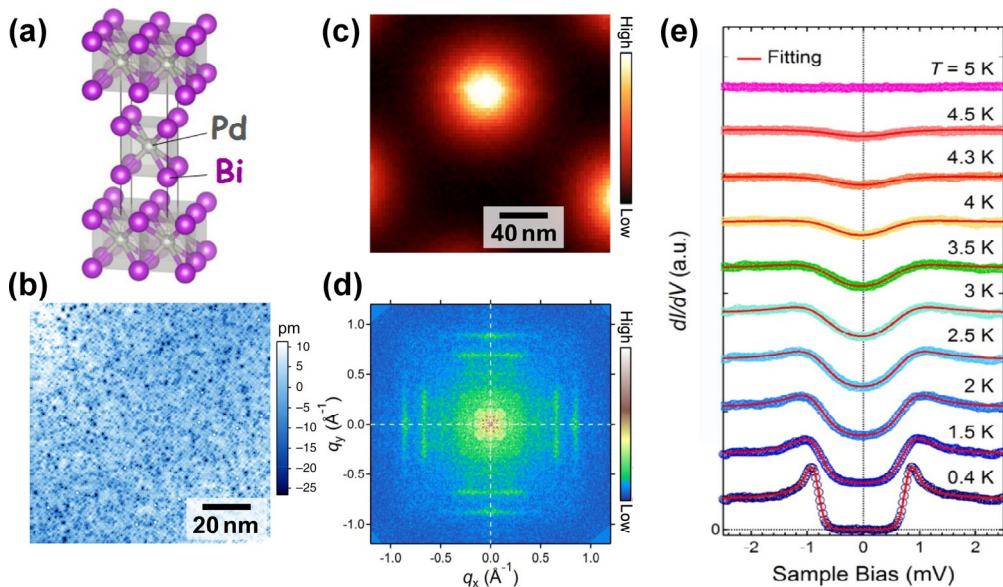 (a)
Pd
Bi
(b)
pm
10
5
0
−5
−10
−15
−20
−25
20 nm
(c)
High
Low
40 nm
(d)
High
Low
1.0
0.5
0.0
-0.5
-1.0
qy (Å-1)
-1.0 -0.5 0.0 0.5 1.0
qx (Å-1)
(e)
Fitting
T = 5 K
4.5 K
4.3 K
4 K
3.5 K
3 K
2.5 K
2 K
1.5 K
0.4 K
dI/dV (a.u.)
0
-2 -1 0 1 2
Sample Bias (mV)